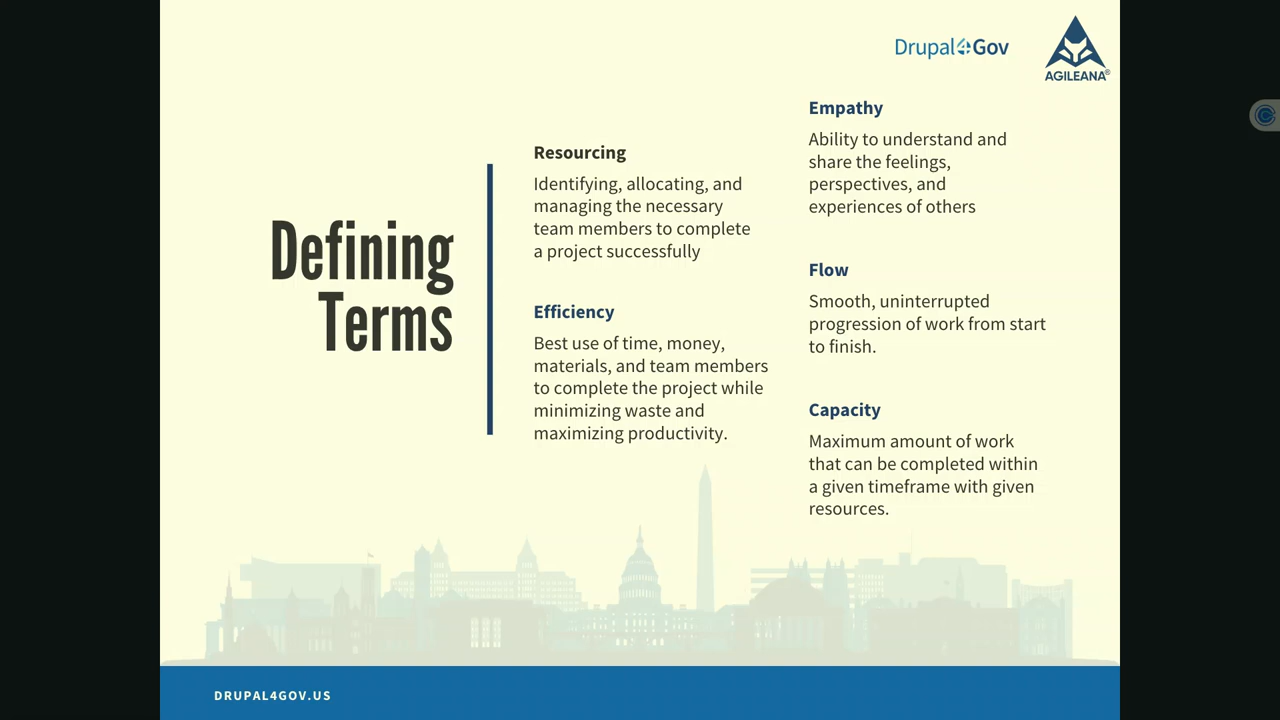 Drupal4Gov
AGILEANA®
Defining
Terms
Resourcing
Identifying, allocating, and
managing the necessary
team members to complete
a project successfully
Efficiency
Best use of time, money,
materials, and team members
to complete the project while
minimizing waste and
maximizing productivity.
Empathy
Ability to understand and
share the feelings,
perspectives, and
experiences of others
Flow
Smooth, uninterrupted
progression of work from start
to finish.
Capacity
Maximum amount of work
that can be completed within
a given timeframe with given
resources.
DRUPAL4GOV.US